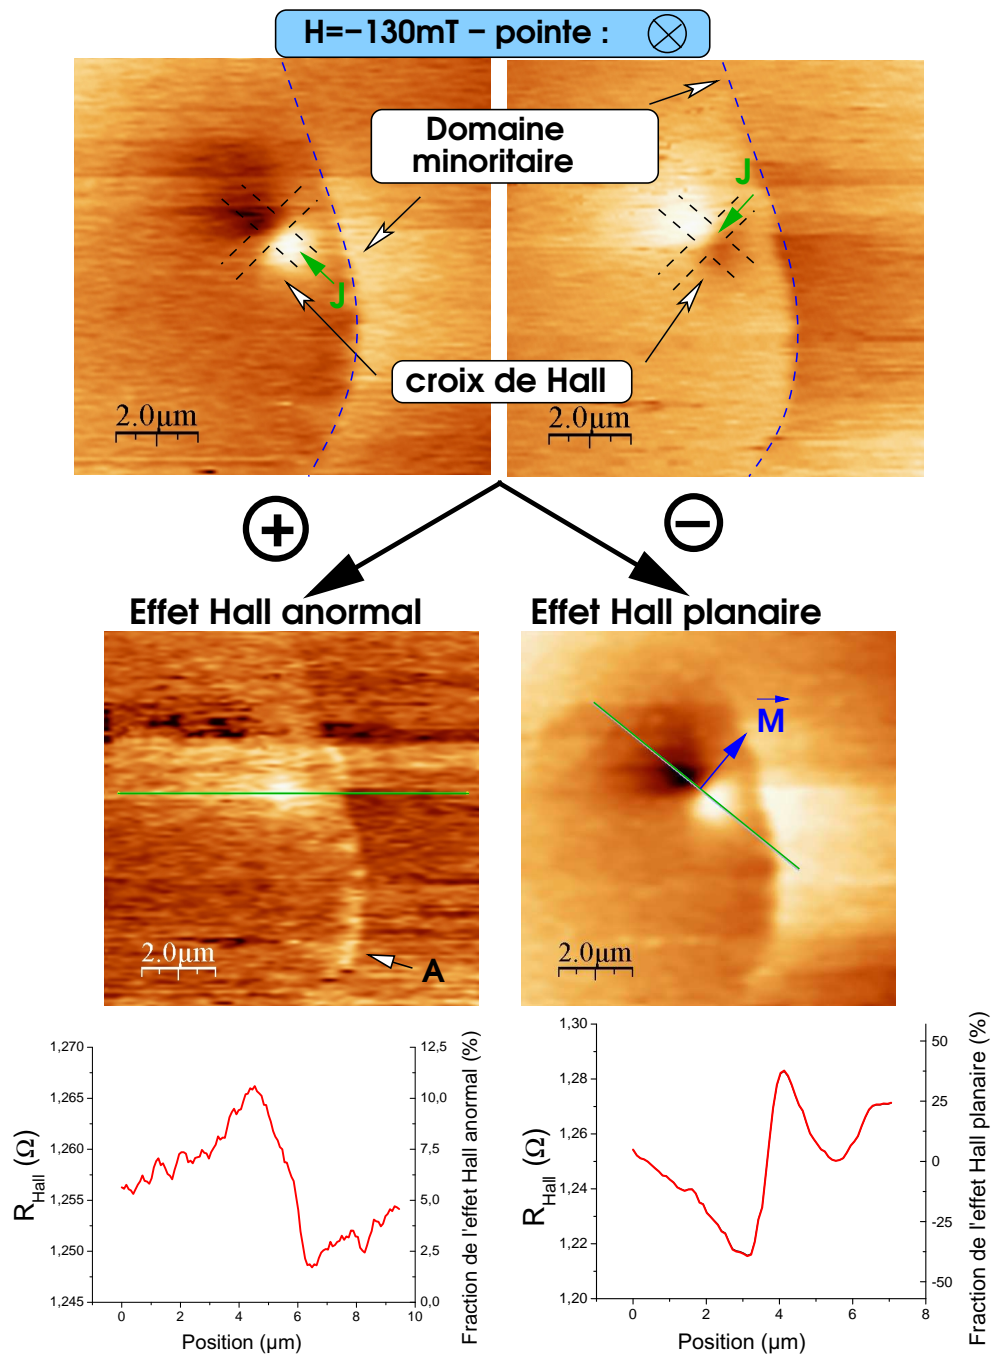 H=−130mT − pointe :
Domaine
minoritaire
J
J
croix de Hall
2.0µm
2.0µm
+
−
Effet Hall anormal
Effet Hall planaire
M
2.0µm
A
2.0µm
1,270
1,265
1,260
1,255
1,250
1,245
R_Hall (Ω)
12,5
10,0
7,5
5,0
2,5
0,0
Fraction de l'effet Hall anormal (%)
0 2 4 6 8 10
Position (µm)
1,30
1,28
1,26
1,24
1,22
1,20
R_Hall (Ω)
50
25
0
-25
-50
Fraction de l'effet Hall planaire (%)
0 2 4 6 8
Position (µm)